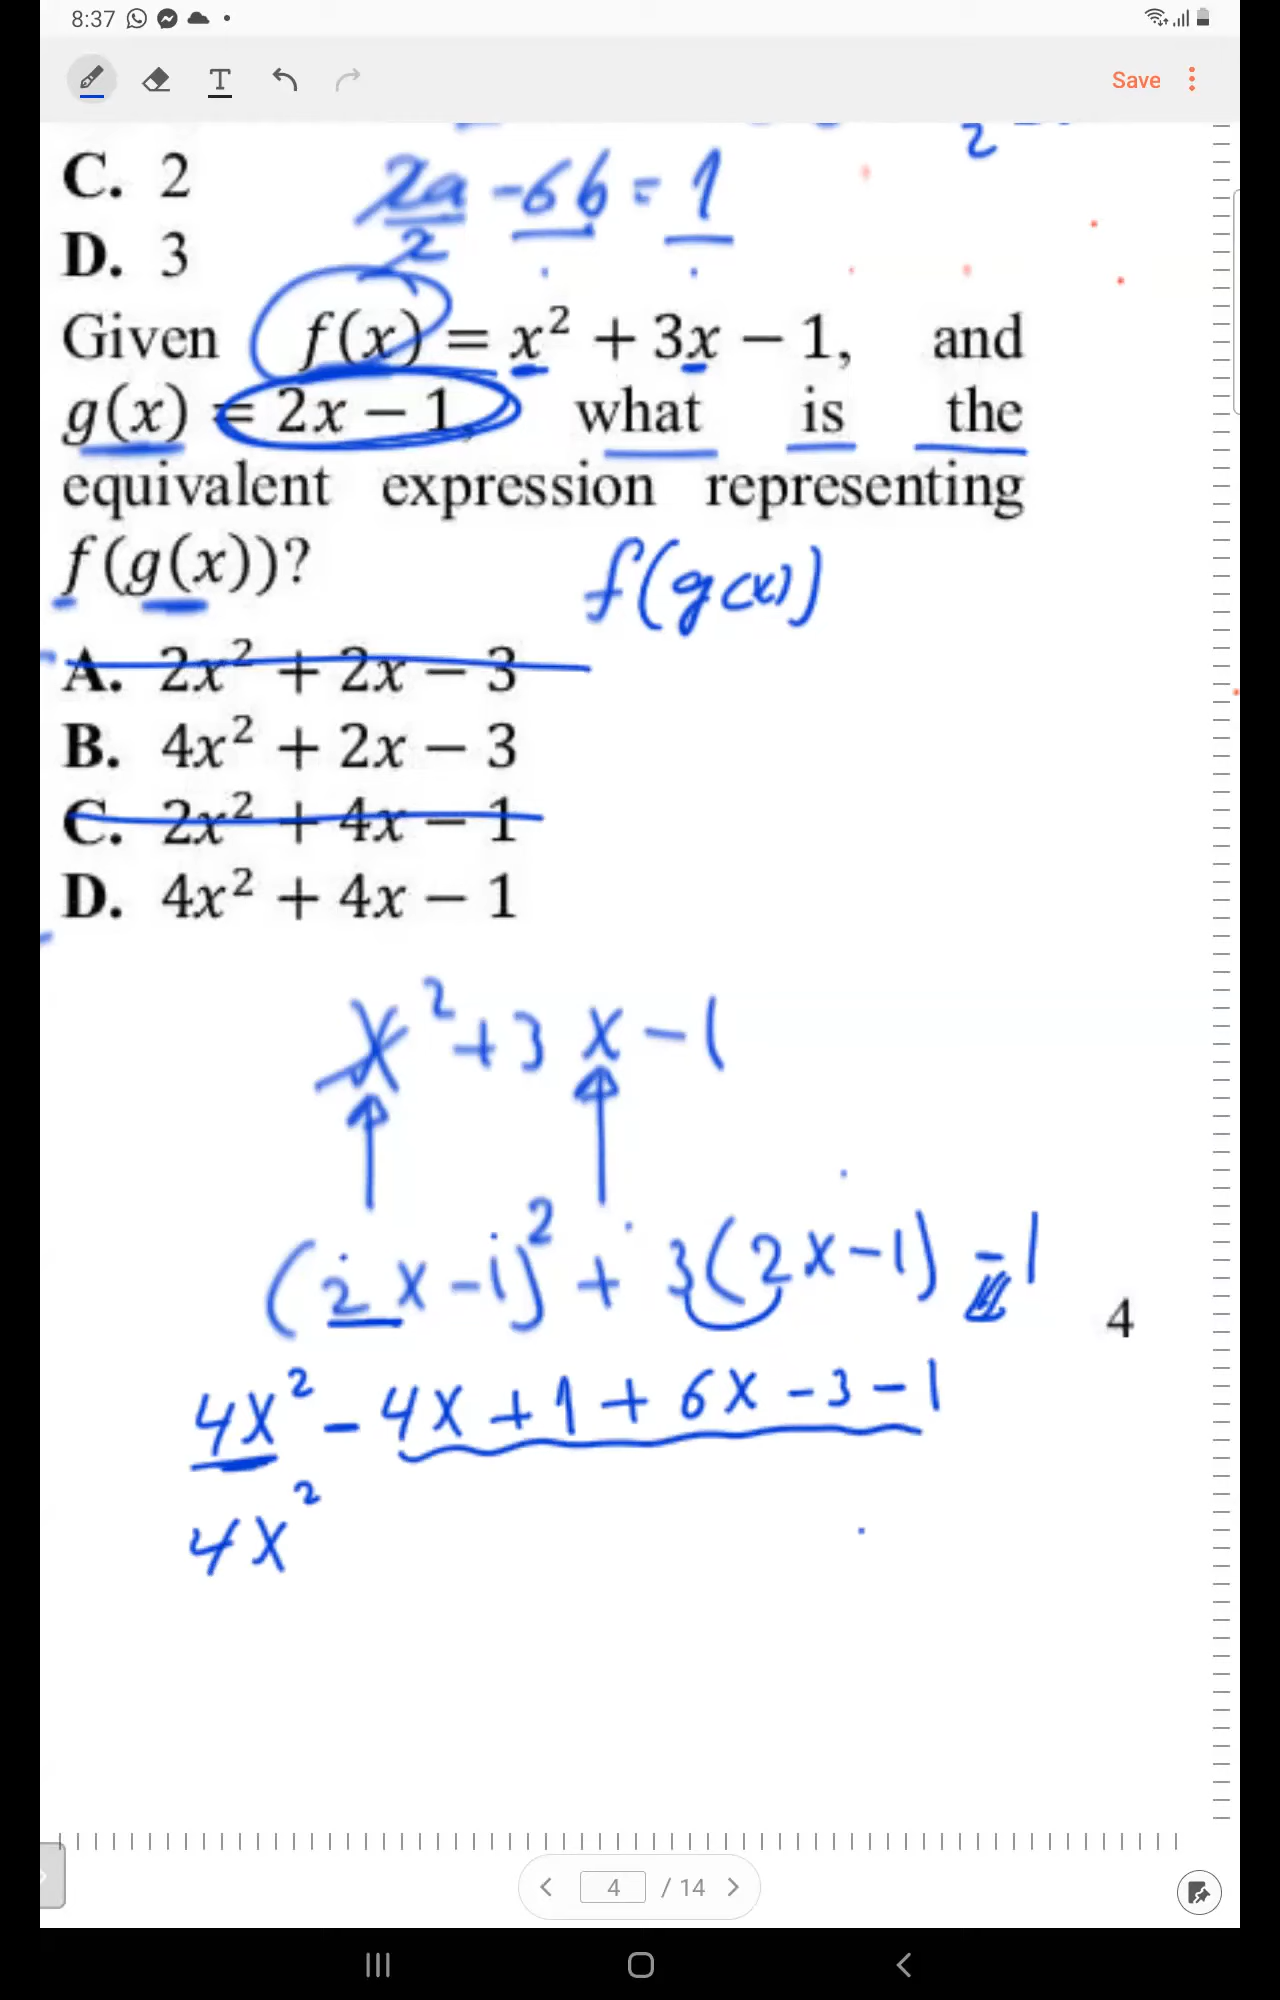 8:37
T
Save
2
C. 2
2a - 6b = 1
2
D. 3
Given f(x) = x² + 3x − 1, and
g(x) = 2x − 1, what is the
equivalent expression representing
f(g(x))?
f(g(x))
A. 2x² + 2x − 3
B. 4x² + 2x − 3
C. 2x² + 4x − 1
D. 4x² + 4x − 1
x² + 3x - 1
(2x - 1)² + 3(2x - 1) - 1
4
4x² - 4x + 1 + 6x - 3 - 1
4x²
4 / 14